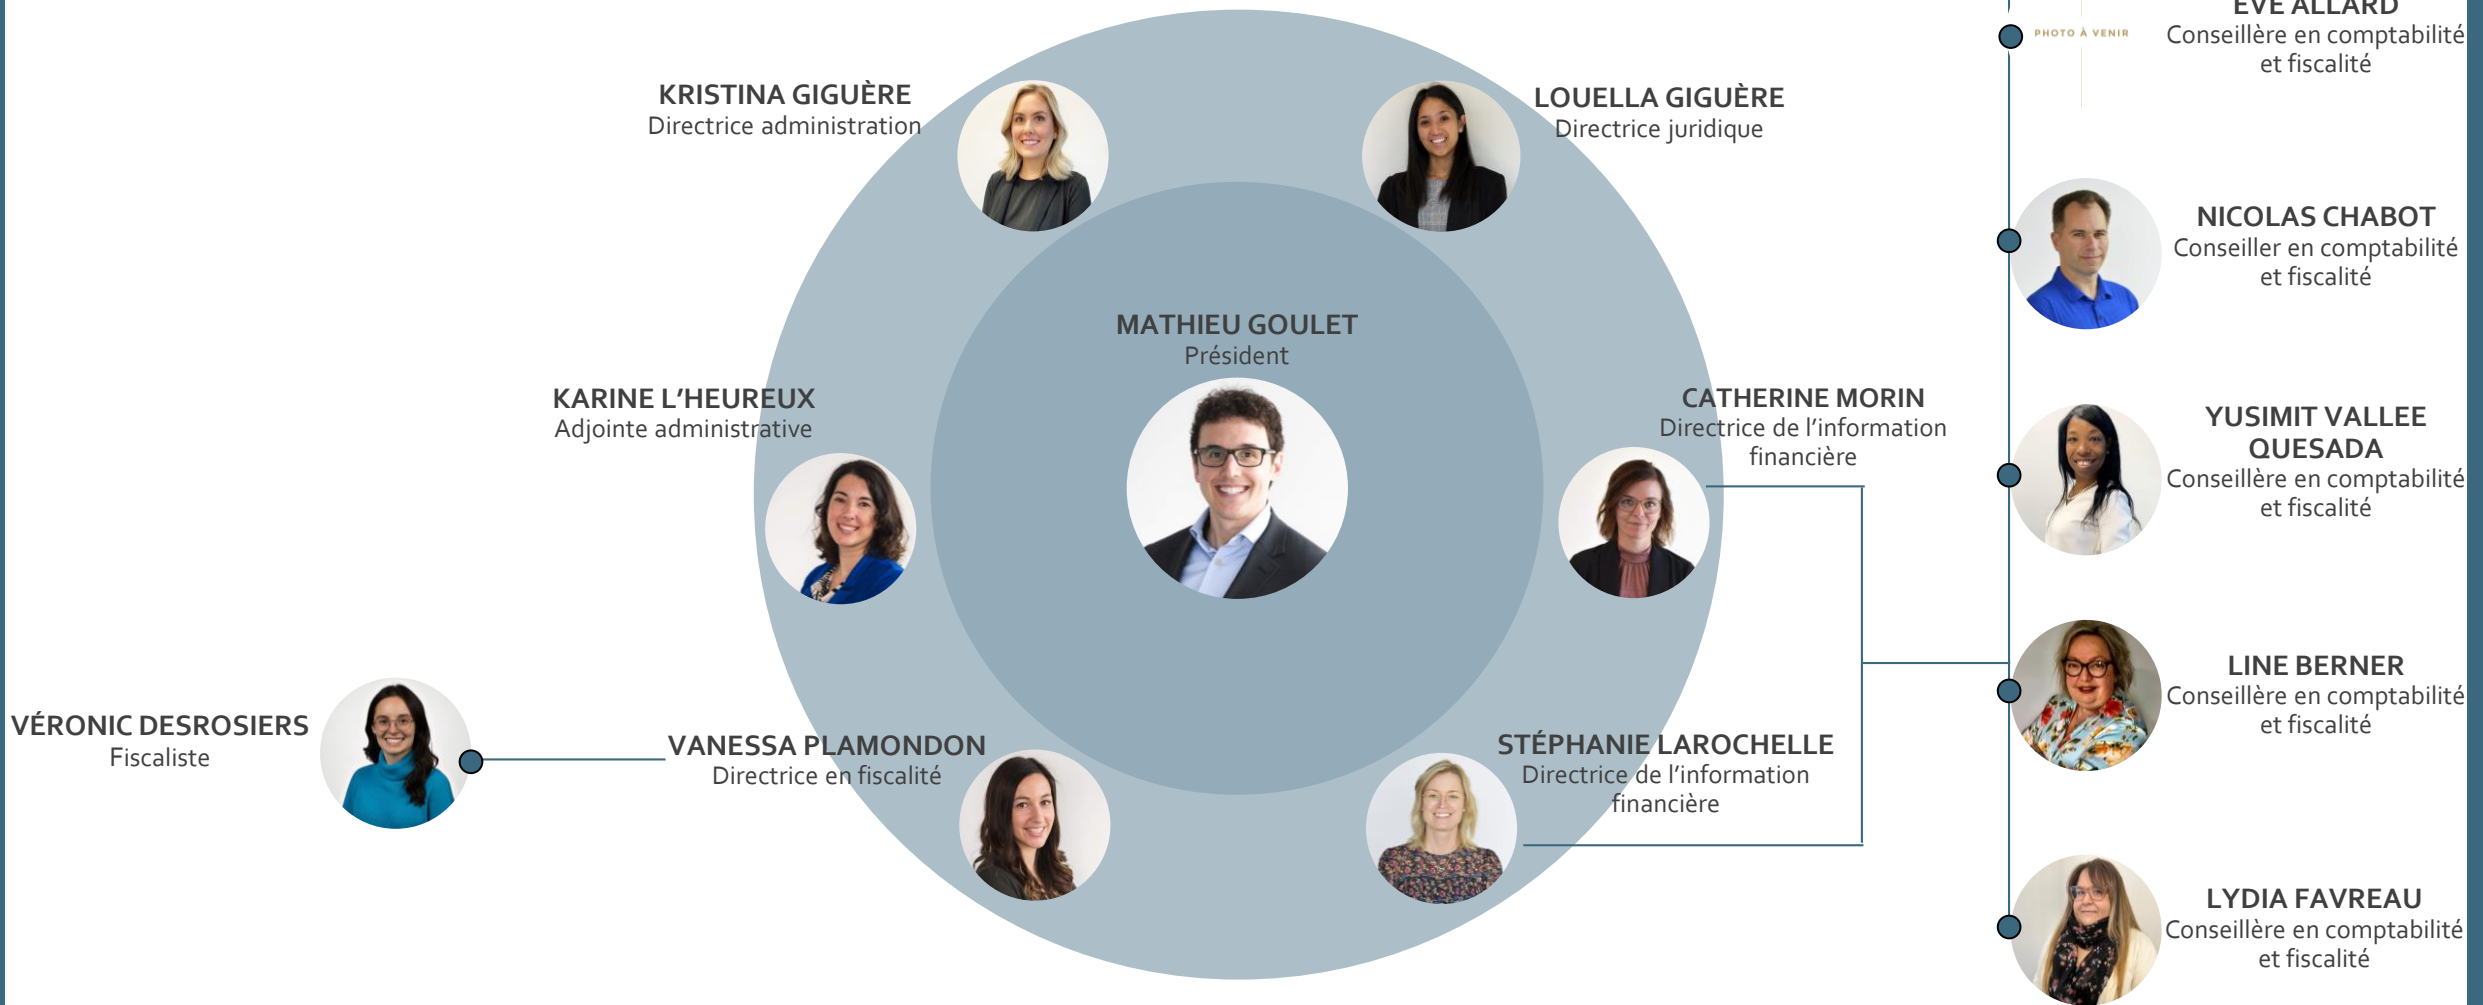 EVE ALLARD
Conseillère en comptabilité
et fiscalité
PHOTO À VENIR
KRISTINA GIGUÈRE
Directrice administration
LOUELLA GIGUÈRE
Directrice juridique
NICOLAS CHABOT
Conseiller en comptabilité
et fiscalité
MATHIEU GOULET
Président
KARINE L’HEUREUX
Adjointe administrative
CATHERINE MORIN
Directrice de l’information
financière
YUSIMIT VALLEE
QUESADA
Conseillère en comptabilité
et fiscalité
LINE BERNER
Conseillère en comptabilité
et fiscalité
VÉRONIC DESROSIERS
Fiscaliste
VANESSA PLAMONDON
Directrice en fiscalité
STÉPHANIE LAROCHELLE
Directrice de l’information
financière
LYDIA FAVREAU
Conseillère en comptabilité
et fiscalité